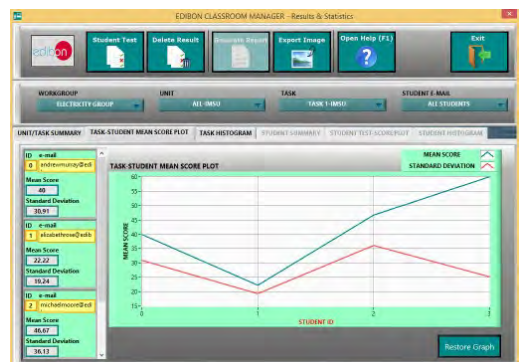 EDIBON CLASSROOM MANAGER -Results & Statistics
edibon
Student Test
Delete Result
Generate Report
Export Image
Open Help (F1)
?
Exit
WORKGROUP
UNIT
TASK
STUDENT E-MAIL
ELECTRICITY GROUP
ALL-IMSU
TASK 1-IMSU
ALL STUDENTS
UNIT/TASK SUMMARY
TASK-STUDENT MEAN SCORE PLOT
TASK HISTOGRAM
STUDENT SUMMARY
STUDENT TEST-SCORE PLOT
STUDENT HISTOGRAM
ID e-mail
0 andrewmurray@edi
Mean Score
40
Standard Deviation
30,91
ID e-mail
1 elizabethrose@edib
Mean Score
22,22
Standard Deviation
19,24
ID e-mail
2 michaelmoore@edi
Mean Score
46,67
Standard Deviation
36,13
TASK-STUDENT MEAN SCORE PLOT
MEAN SCORE
STANDARD DEVIATION
MEAN SCORE
60
55
50
45
40
35
30
25
20
15
0
1
2
3
STUDENT ID
Restore Graph